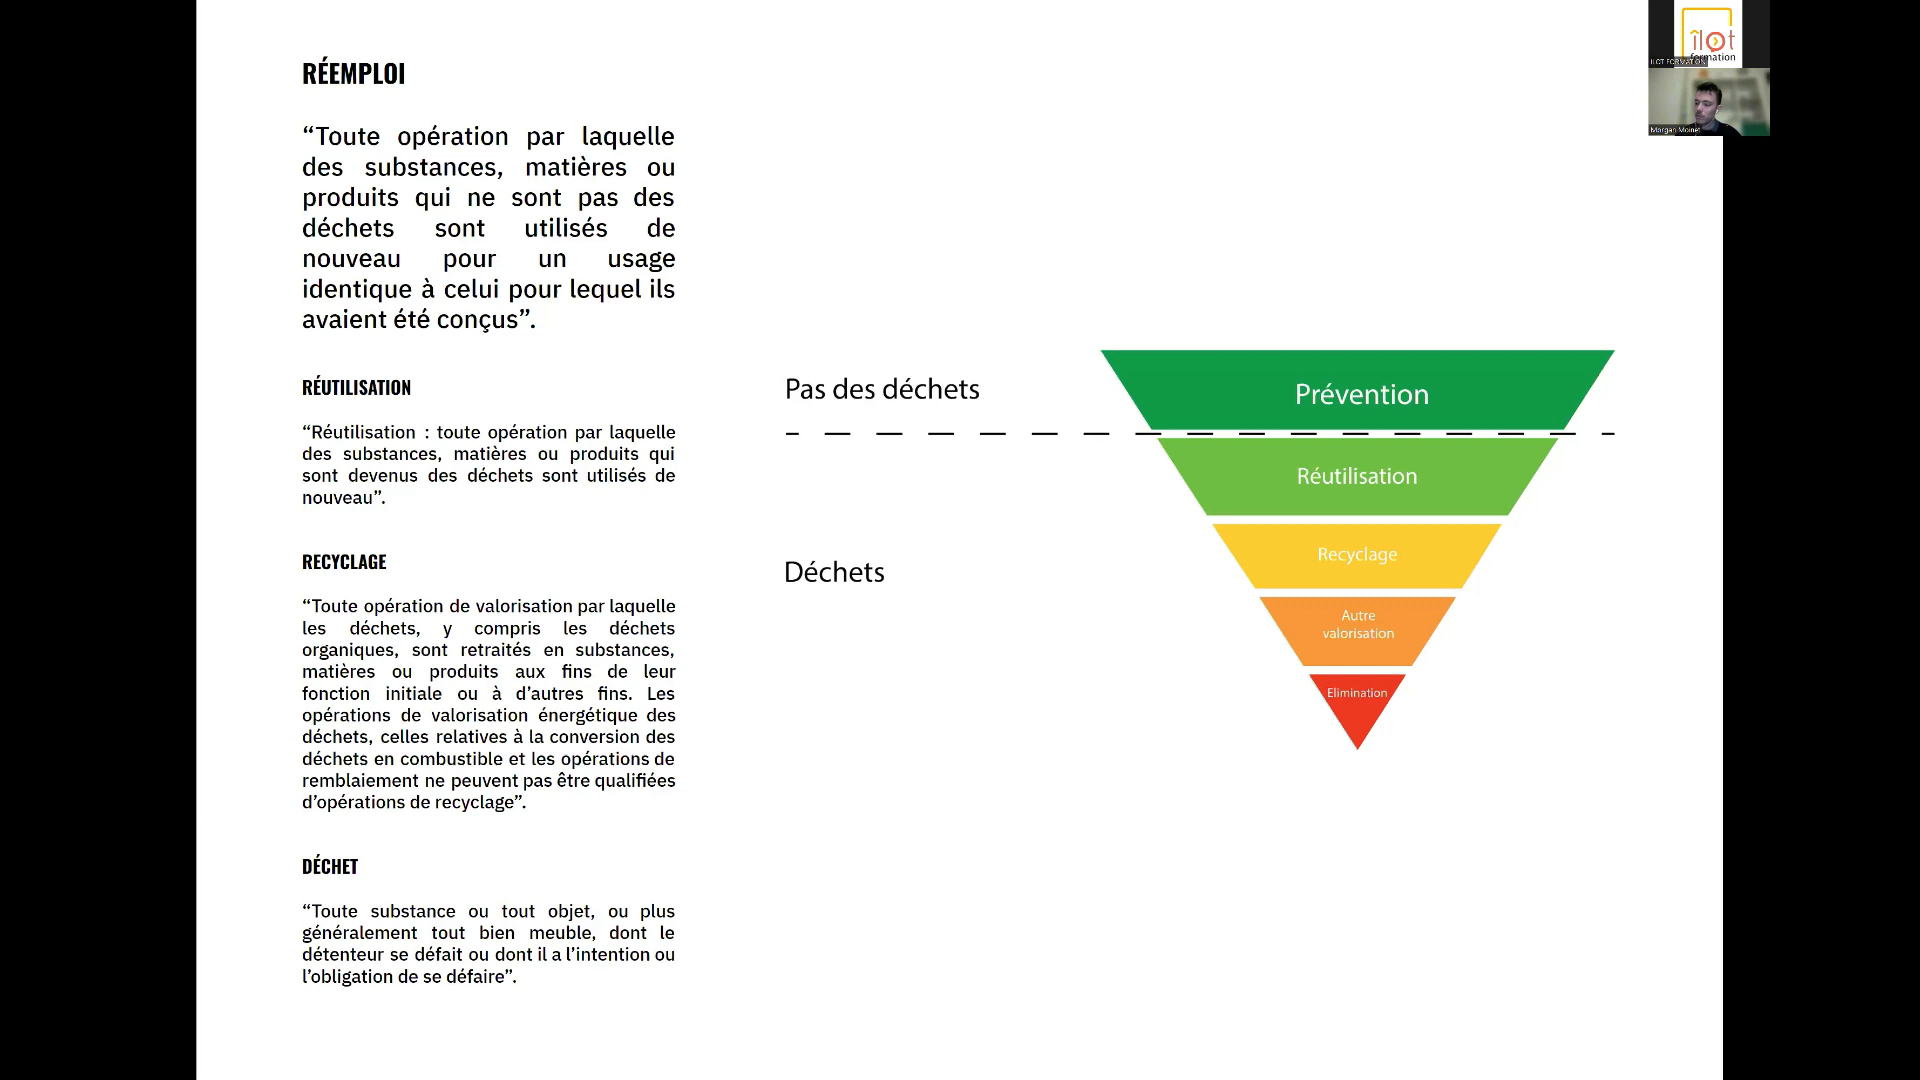 RÉEMPLOI
“Toute opération par laquelle
des substances, matières ou
produits qui ne sont pas des
déchets sont utilisés de
nouveau pour un usage
identique à celui pour lequel ils
avaient été conçus”.
RÉUTILISATION
“Réutilisation : toute opération par laquelle
des substances, matières ou produits qui
sont devenus des déchets sont utilisés de
nouveau”.
RECYCLAGE
“Toute opération de valorisation par laquelle
les déchets, y compris les déchets
organiques, sont retraités en substances,
matières ou produits aux fins de leur
fonction initiale ou à d’autres fins. Les
opérations de valorisation énergétique des
déchets, celles relatives à la conversion des
déchets en combustible et les opérations de
remblaiement ne peuvent pas être qualifiées
d’opérations de recyclage”.
DÉCHET
“Toute substance ou tout objet, ou plus
généralement tout bien meuble, dont le
détenteur se défait ou dont il a l’intention ou
l’obligation de se défaire”.
Pas des déchets
Déchets
Prévention
Réutilisation
Recyclage
Autre
valorisation
Elimination
îlot
formation
ILOT FORMATION
Morgan Moinet